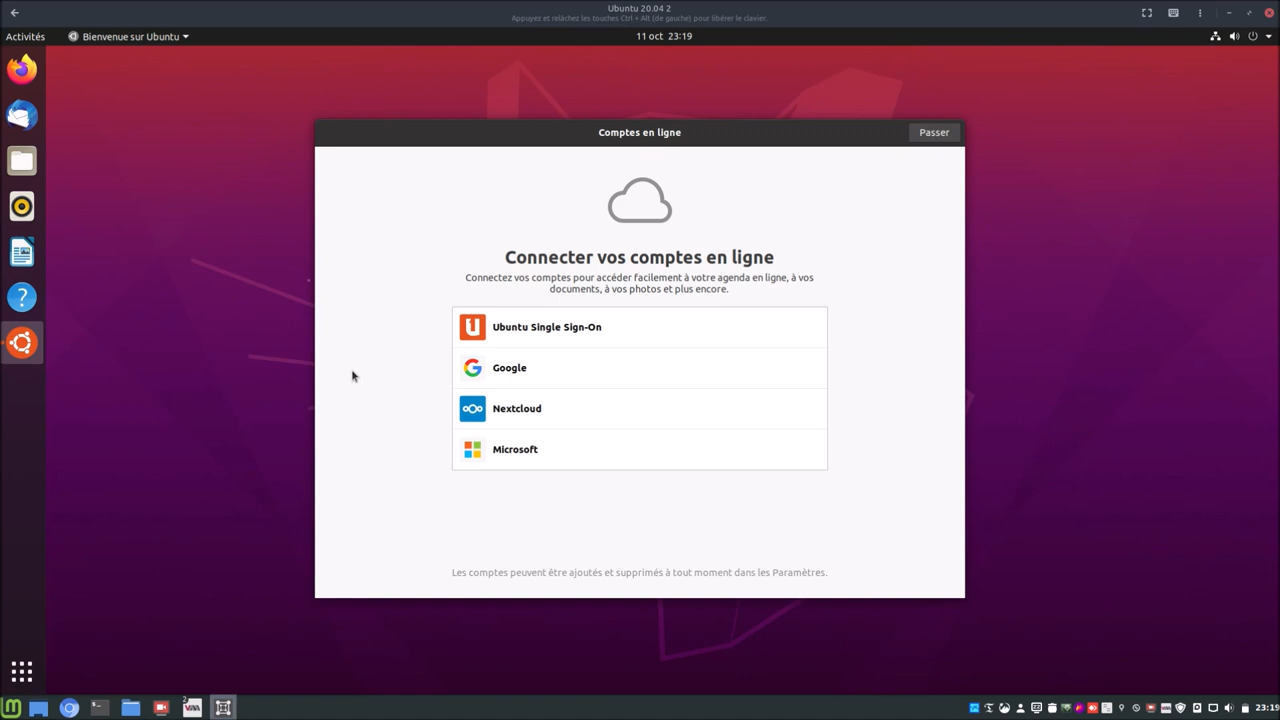 Ubuntu 20.04 2
Appuyez et relâchez les touches Ctrl + Alt (de gauche) pour libérer le clavier.
Activités
Bienvenue sur Ubuntu
11 oct 23:19
Comptes en ligne
Passer
Connecter vos comptes en ligne
Connectez vos comptes pour accéder facilement à votre agenda en ligne, à vos
documents, à vos photos et plus encore.
Ubuntu Single Sign-On
Google
Nextcloud
Microsoft
Les comptes peuvent être ajoutés et supprimés à tout moment dans les Paramètres.
23:19